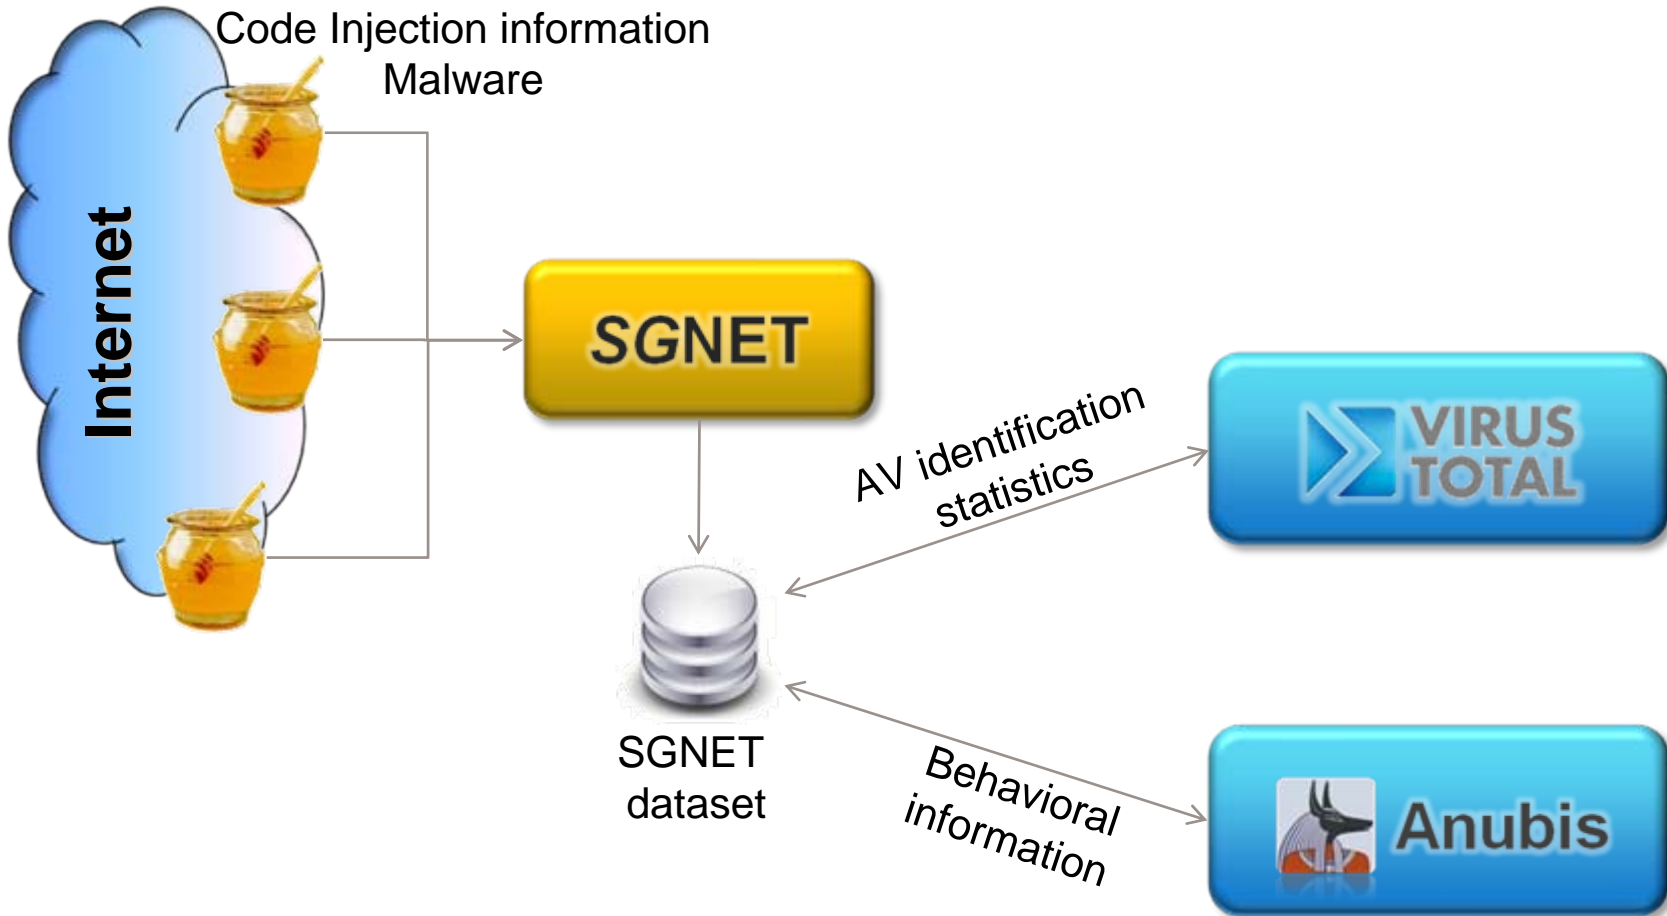 Code Injection information
Malware
Internet
SGNET
AV identification
statistics
VIRUS
TOTAL
SGNET
dataset
Behavioral
information
Anubis